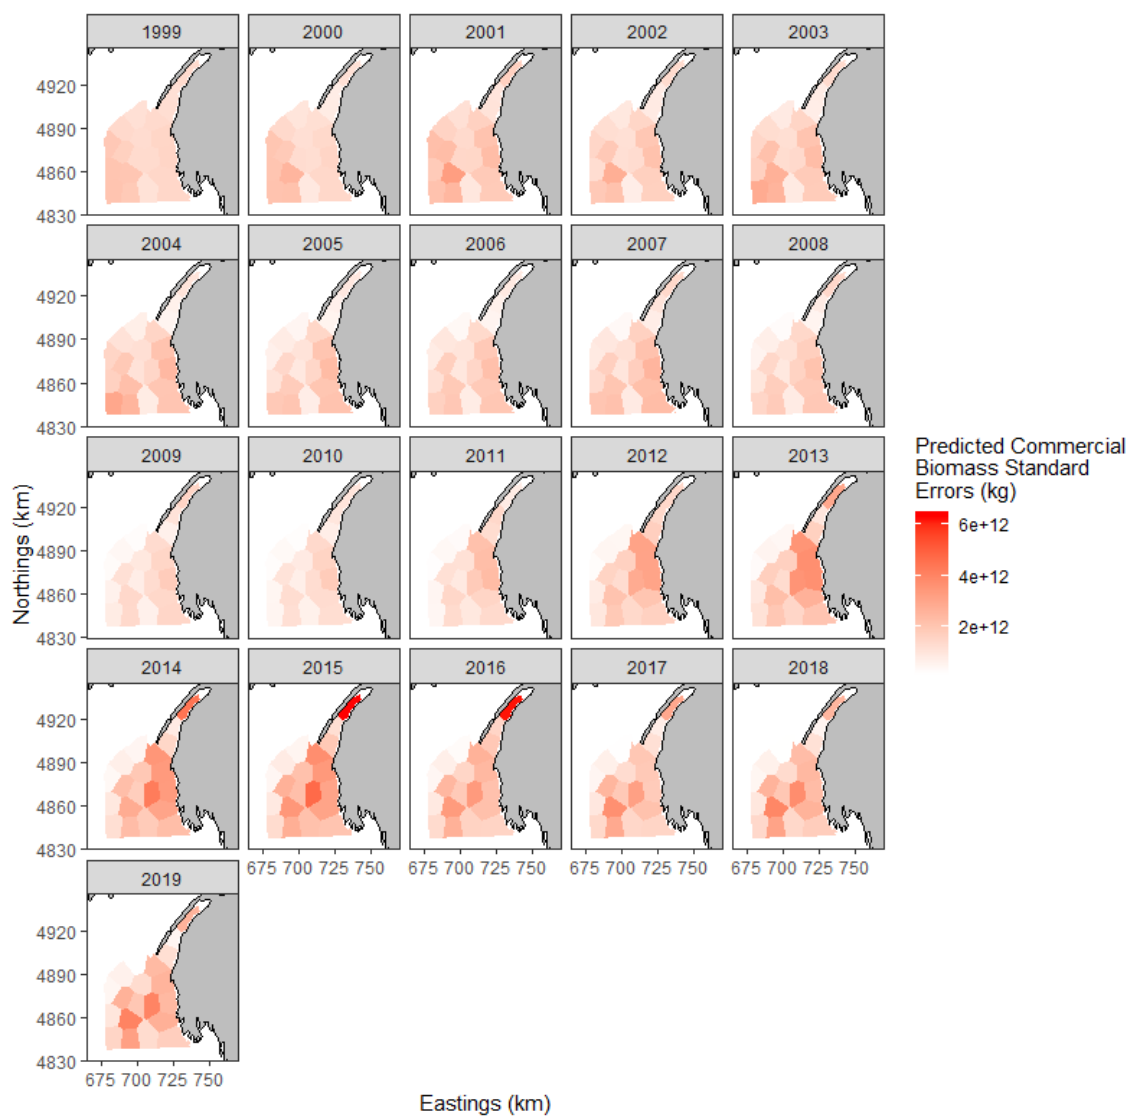 1999 2000 2001 2002 2003
4920
4890
4860
4830
2004 2005 2006 2007 2008
4920
4890
4860
4830
2009 2010 2011 2012 2013
4920
4890
4860
4830
2014 2015 2016 2017 2018
4920
4890
4860
4830
675 700 725 750 675 700 725 750 675 700 725 750 675 700 725 750
2019
4920
4890
4860
4830
675 700 725 750
Northings (km)
Eastings (km)
Predicted Commercial
Biomass Standard
Errors (kg)
6e+12
4e+12
2e+12